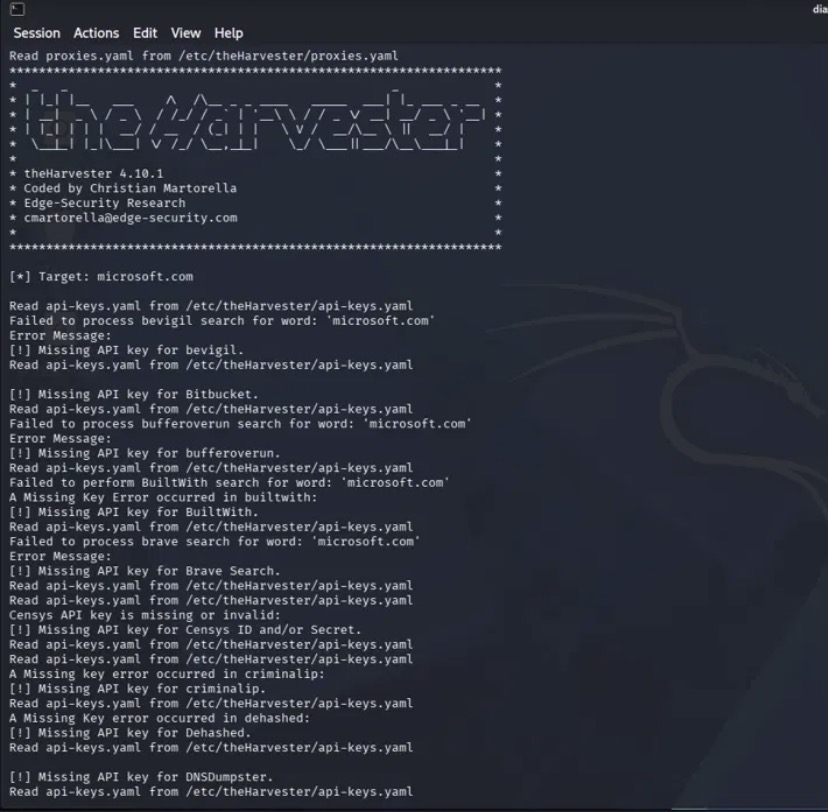 dia
Session Actions Edit View Help
Read proxies.yaml from /etc/theHarvester/proxies.yaml
*******************************************************************
theHarvester
* theHarvester 4.10.1 *
* Coded by Christian Martorella *
* Edge-Security Research *
* cmartorella@edge-security.com *
* *
*******************************************************************
[*] Target: microsoft.com
Read api-keys.yaml from /etc/theHarvester/api-keys.yaml
Failed to process bevigil search for word: 'microsoft.com'
Error Message:
[!] Missing API key for bevigil.
Read api-keys.yaml from /etc/theHarvester/api-keys.yaml
[!] Missing API key for Bitbucket.
Read api-keys.yaml from /etc/theHarvester/api-keys.yaml
Failed to process bufferoverun search for word: 'microsoft.com'
Error Message:
[!] Missing API key for bufferoverun.
Read api-keys.yaml from /etc/theHarvester/api-keys.yaml
Failed to perform BuiltWith search for word: 'microsoft.com'
A Missing Key Error occurred in builtwith:
[!] Missing API key for BuiltWith.
Read api-keys.yaml from /etc/theHarvester/api-keys.yaml
Failed to process brave search for word: 'microsoft.com'
Error Message:
[!] Missing API key for Brave Search.
Read api-keys.yaml from /etc/theHarvester/api-keys.yaml
Read api-keys.yaml from /etc/theHarvester/api-keys.yaml
Censys API key is missing or invalid:
[!] Missing API key for Censys ID and/or Secret.
Read api-keys.yaml from /etc/theHarvester/api-keys.yaml
Read api-keys.yaml from /etc/theHarvester/api-keys.yaml
A Missing key error occurred in criminalip:
[!] Missing API key for criminalip.
Read api-keys.yaml from /etc/theHarvester/api-keys.yaml
A Missing Key error occurred in dehashed:
[!] Missing API key for Dehashed.
Read api-keys.yaml from /etc/theHarvester/api-keys.yaml
[!] Missing API key for DNSDumpster.
Read api-keys.yaml from /etc/theHarvester/api-keys.yaml